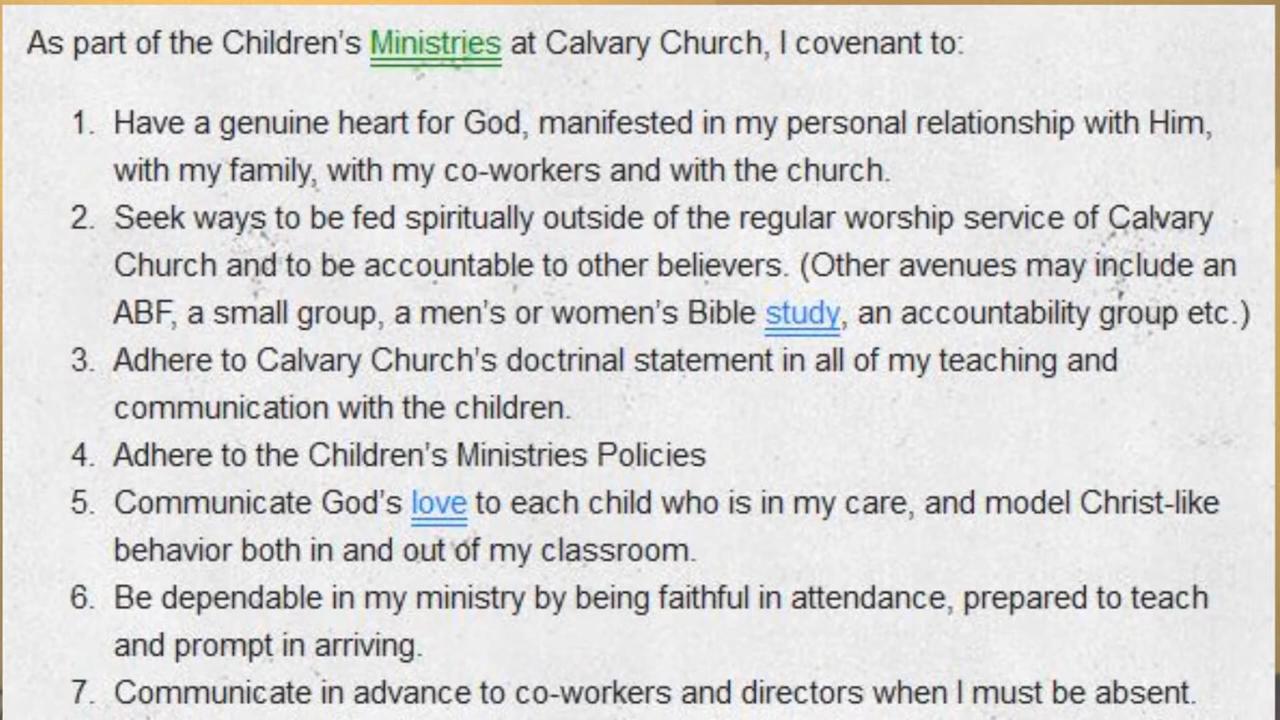 As part of the Children's Ministries at Calvary Church, I covenant to:
1. Have a genuine heart for God, manifested in my personal relationship with Him,
with my family, with my co-workers and with the church.
2. Seek ways to be fed spiritually outside of the regular worship service of Calvary
Church and to be accountable to other believers. (Other avenues may include an
ABF, a small group, a men's or women's Bible study, an accountability group etc.)
3. Adhere to Calvary Church's doctrinal statement in all of my teaching and
communication with the children.
4. Adhere to the Children's Ministries Policies
5. Communicate God's love to each child who is in my care, and model Christ-like
behavior both in and out of my classroom.
6. Be dependable in my ministry by being faithful in attendance, prepared to teach
and prompt in arriving.
7. Communicate in advance to co-workers and directors when I must be absent.